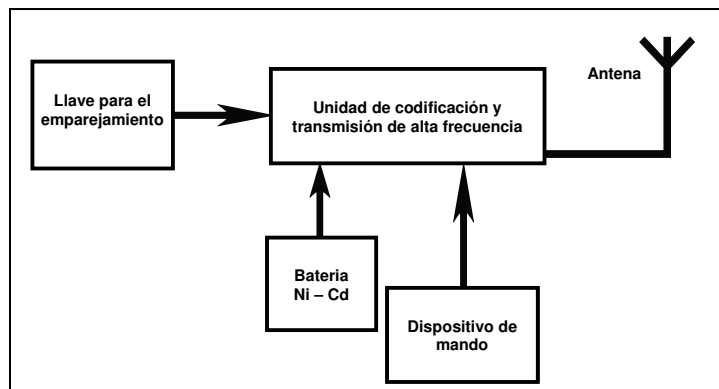 Llave para el
emparejamiento
Unidad de codificación y
transmisión de alta frecuencia
Antena
Bateria
Ni – Cd
Dispositivo de
mando